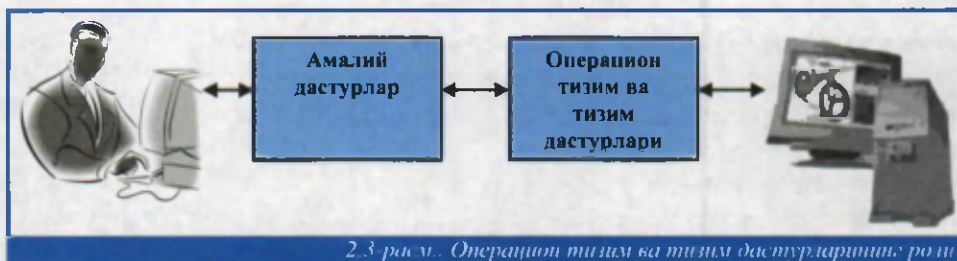 Амалий
дастурлар
Операцион
тизим ва
тизим
дастурлари
2.3-расм.. Операцион тизим ва тизим дастурларининг роли